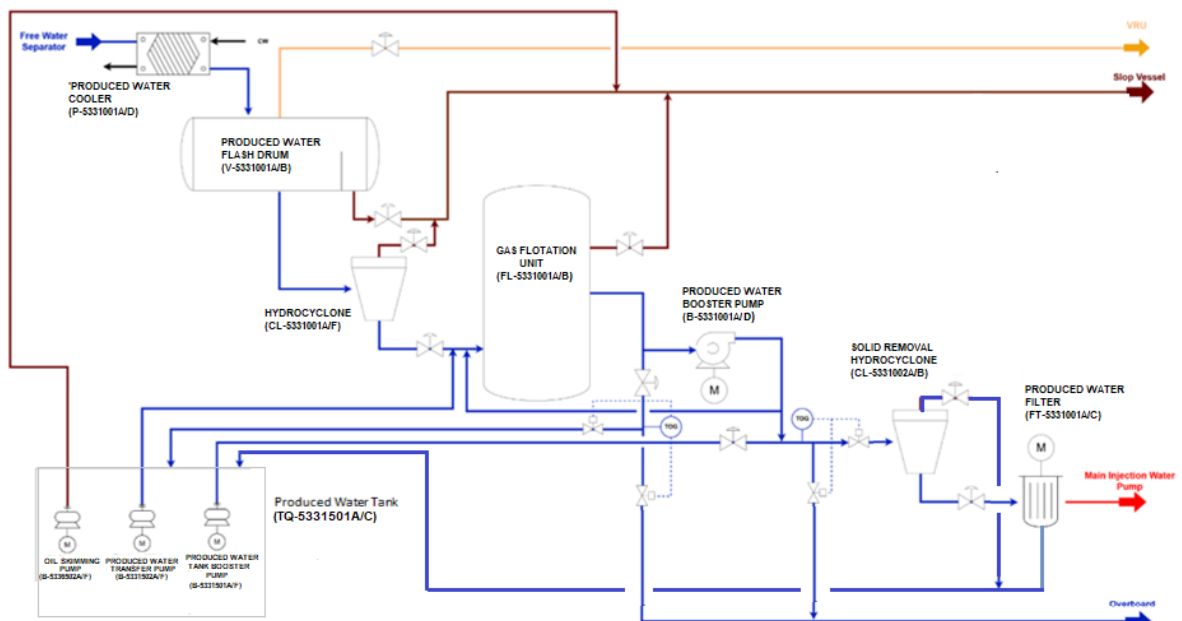 Free Water
Separator
CW
'PRODUCED WATER
COOLER
(P-5331001A/D)
VRU
Slop Vessel
PRODUCED WATER
FLASH DRUM
(V-5331001A/B)
GAS FLOTATION
UNIT
(FL-5331001A/B)
HYDROCYCLONE
(CL-5331001A/F)
PRODUCED WATER
BOOSTER PUMP
(B-5331001A/D)
M
SOLID REMOVAL
HYDROCYCLONE
(CL-5331002A/B)
PRODUCED WATER
FILTER
(FT-5331001A/C)
M
TOG
TOG
Main Injection Water
Pump
Produced Water Tank
(TQ-5331501A/C)
M
M
M
OIL SKIMMING
PUMP
(B-5336502A/F)
PRODUCED WATER
TRANSFER PUMP
(B-5331502A/F)
PRODUCED WATER
TANK BOOSTER
PUMP
(B-5331501A/F)
Overboard